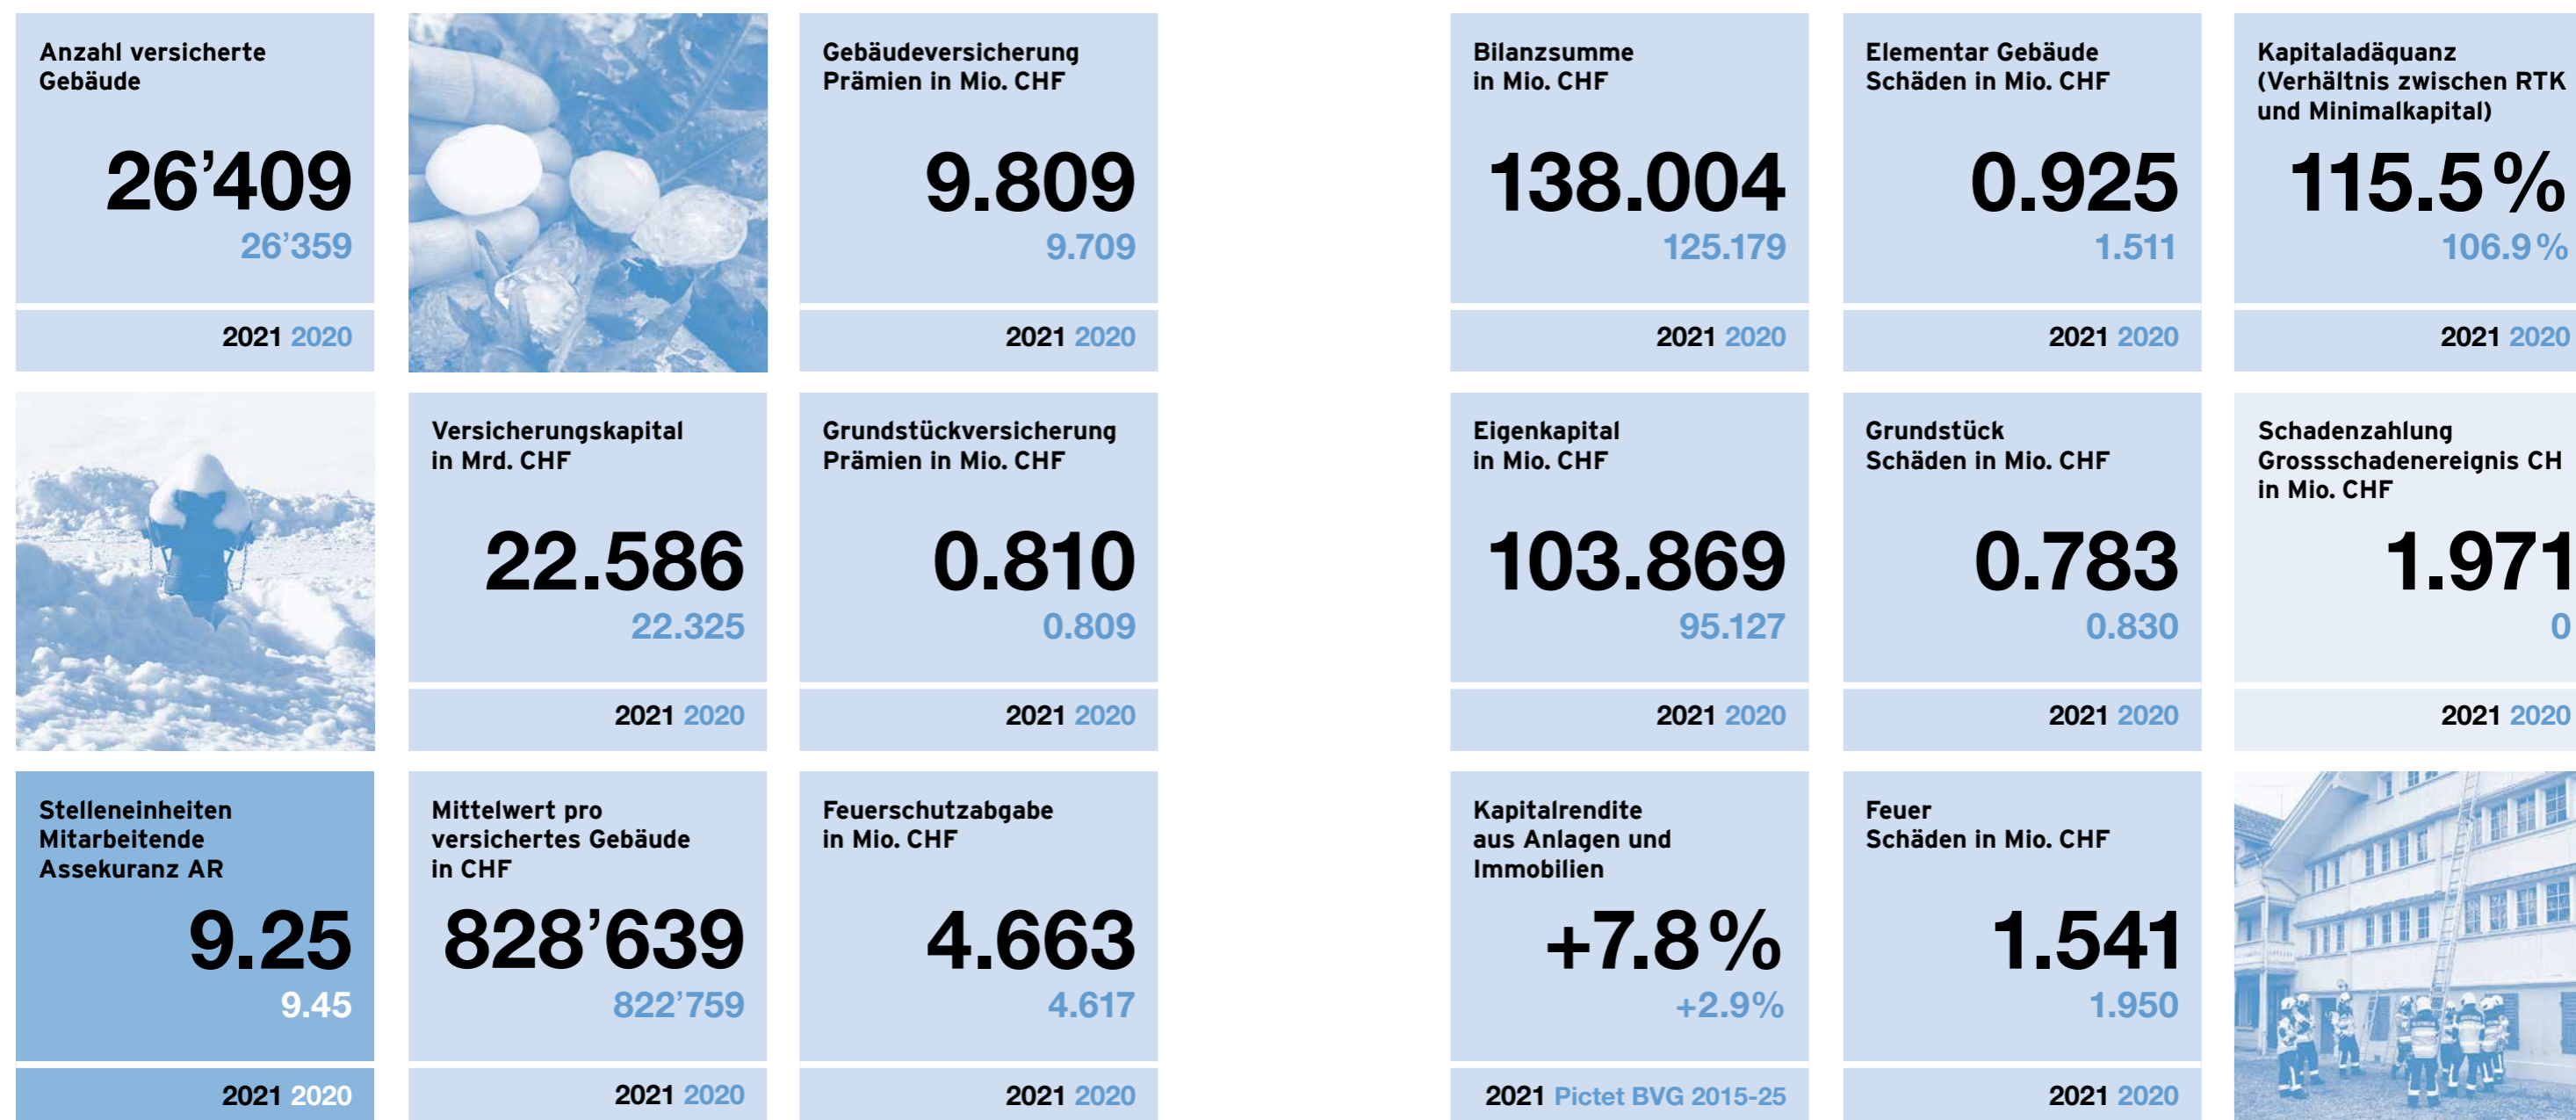 Anzahl versicherte
Gebäude
26’409
26’359
2021 2020
Gebäudeversicherung
Prämien in Mio. CHF
9.809
9.709
2021 2020
Bilanzsumme
in Mio. CHF
138.004
125.179
2021 2020
Elementar Gebäude
Schäden in Mio. CHF
0.925
1.511
2021 2020
Kapitaladäquanz
(Verhältnis zwischen RTK
und Minimalkapital)
115.5%
106.9%
2021 2020
Versicherungskapital
in Mrd. CHF
22.586
22.325
2021 2020
Grundstückversicherung
Prämien in Mio. CHF
0.810
0.809
2021 2020
Eigenkapital
in Mio. CHF
103.869
95.127
2021 2020
Grundstück
Schäden in Mio. CHF
0.783
0.830
2021 2020
Schadenzahlung
Grossschadenereignis CH
in Mio. CHF
1.971
0
2021 2020
Stelleneinheiten
Mitarbeitende
Assekuranz AR
9.25
9.45
2021 2020
Mittelwert pro
versichertes Gebäude
in CHF
828’639
822’759
2021 2020
Feuerschutzabgabe
in Mio. CHF
4.663
4.617
2021 2020
Kapitalrendite
aus Anlagen und
Immobilien
+7.8%
+2.9%
2021 Pictet BVG 2015-25
Feuer
Schäden in Mio. CHF
1.541
1.950
2021 2020